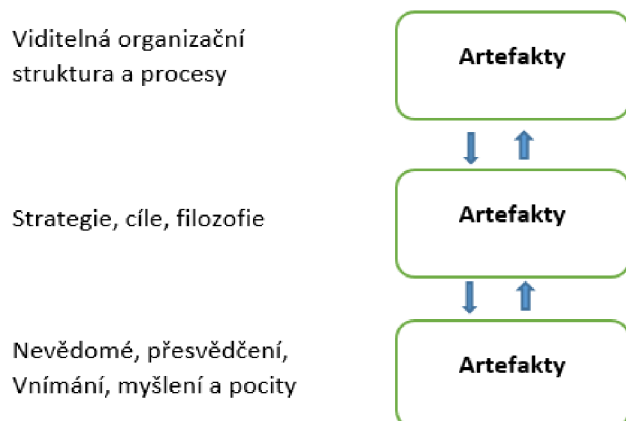 Viditelná organizační
struktura a procesy
Artefakty
Strategie, cíle, filozofie
Artefakty
Nevědomé, přesvědčení,
Vnímání, myšlení a pocity
Artefakty